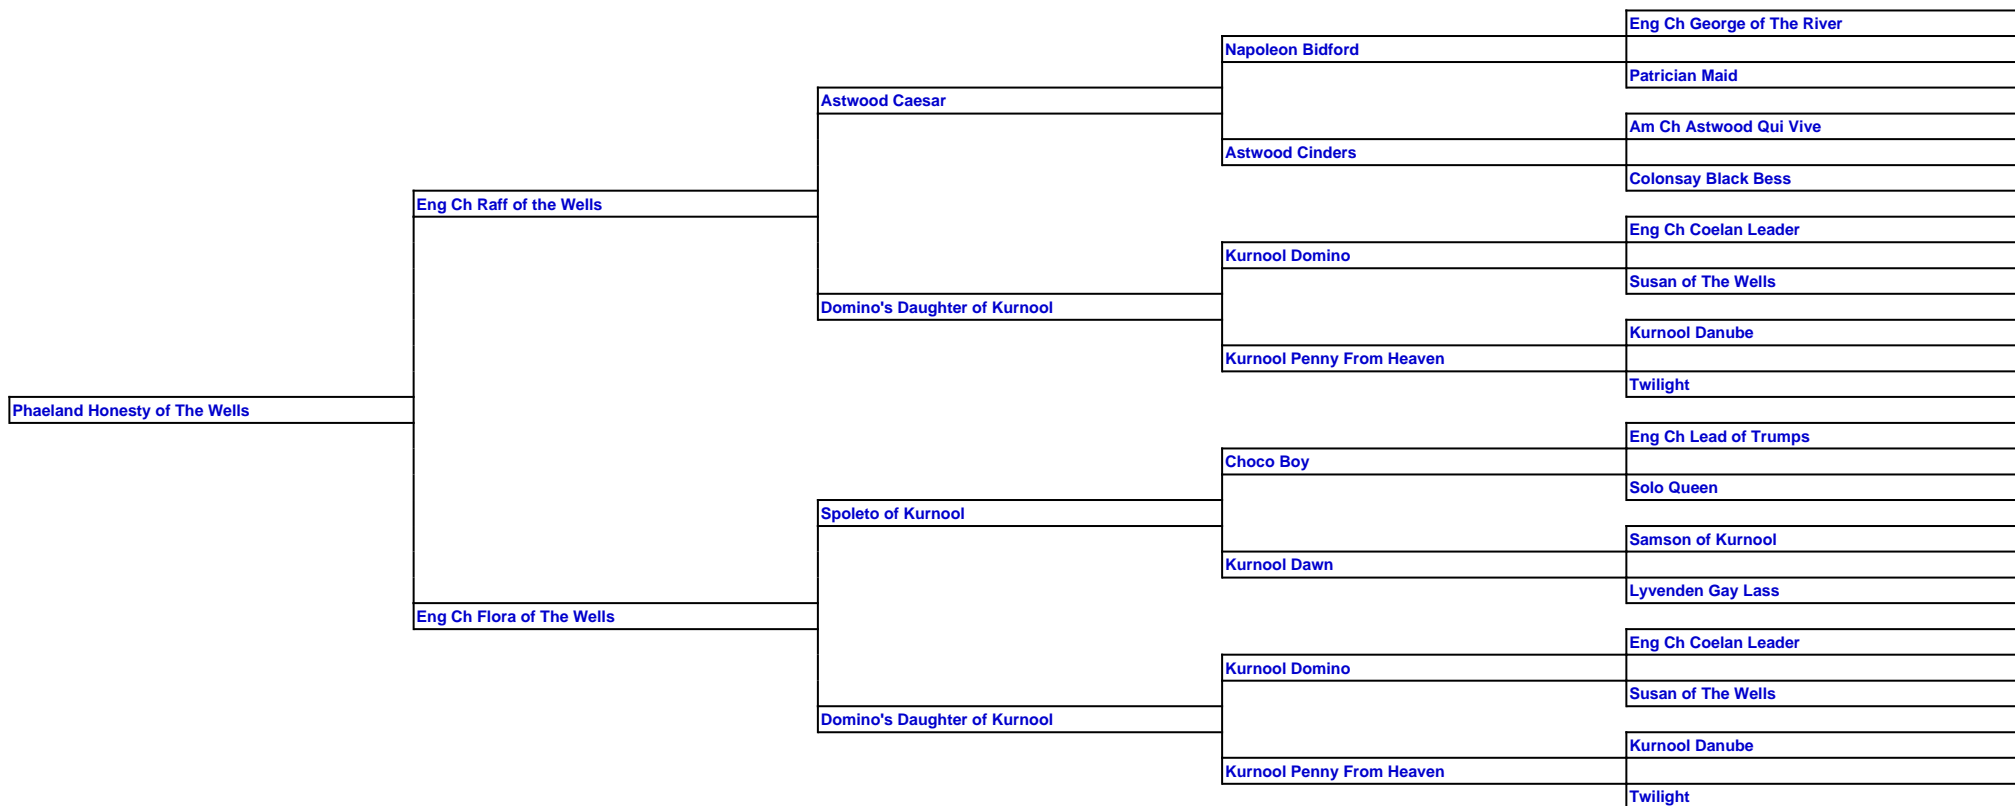 Eng Ch George of The River
Napoleon Bidford
Patrician Maid
Astwood Caesar
Am Ch Astwood Qui Vive
Astwood Cinders
Colonsay Black Bess
Eng Ch Raff of the Wells
Eng Ch Coelan Leader
Kurnool Domino
Susan of The Wells
Domino's Daughter of Kurnool
Kurnool Danube
Kurnool Penny From Heaven
Twilight
Phaeland Honesty of The Wells
Eng Ch Lead of Trumps
Choco Boy
Solo Queen
Spoleto of Kurnool
Samson of Kurnool
Kurnool Dawn
Lyvenden Gay Lass
Eng Ch Flora of The Wells
Eng Ch Coelan Leader
Kurnool Domino
Susan of The Wells
Domino's Daughter of Kurnool
Kurnool Danube
Kurnool Penny From Heaven
Twilight